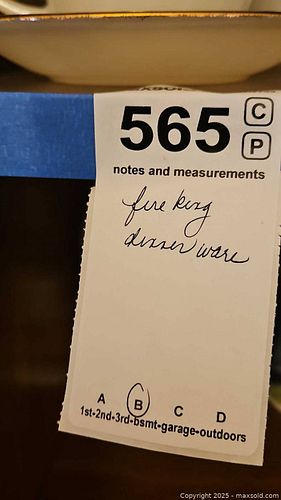 565 C
P
notes and measurements
fire king
dinner ware
A B C D
1st-2nd-3rd-bsmt-garage-outdoors
Copyright 2025 - maxsold.com